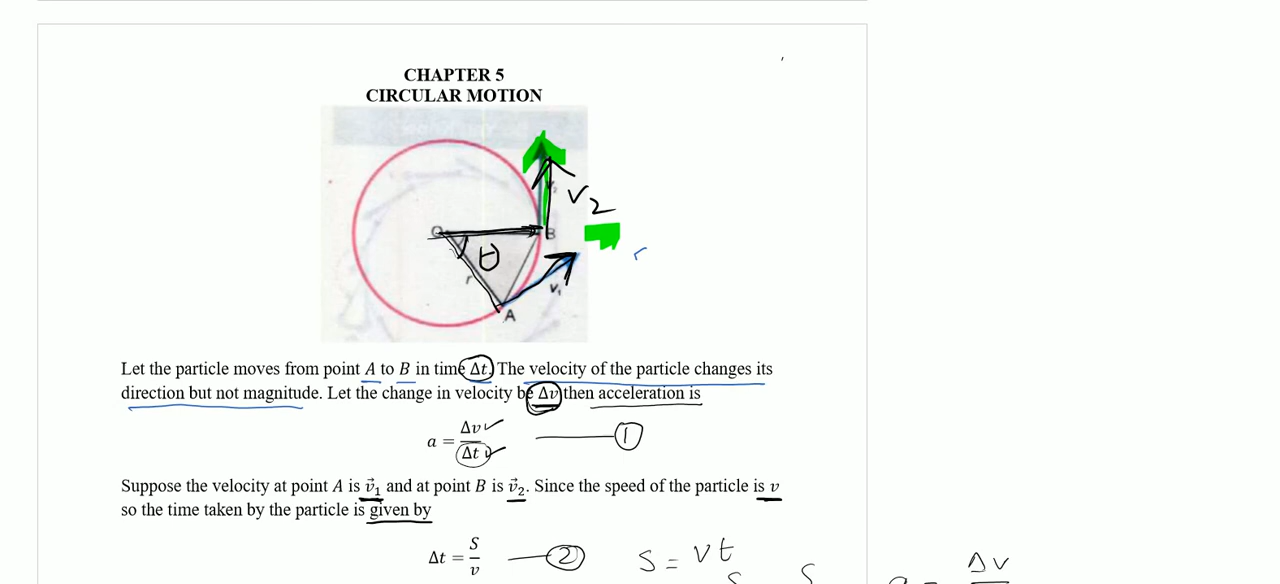 CHAPTER 5
CIRCULAR MOTION
V2
B
θ
r
v₁
A
Let the particle moves from point A to B in time Δt. The velocity of the particle changes its
direction but not magnitude. Let the change in velocity be Δv then acceleration is
a = Δv/Δt ①
Suppose the velocity at point A is v⃗₁ and at point B is v⃗₂. Since the speed of the particle is v
so the time taken by the particle is given by
Δt = S/v ② S = vt
ΔV